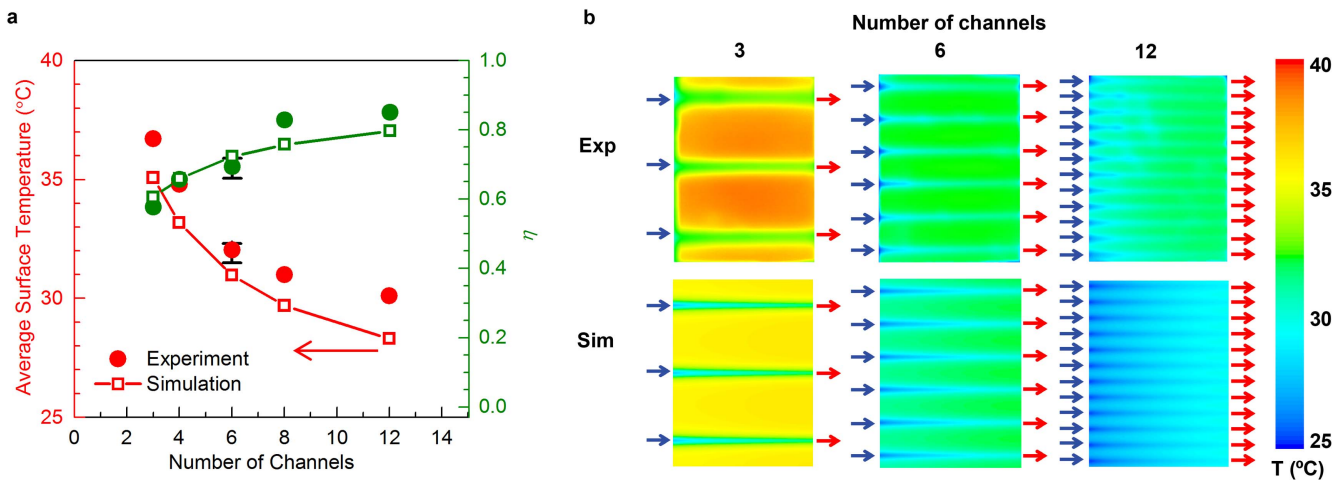 a
Average Surface Temperature (°C)
40
35
30
25
0
2
4
6
8
10
12
14
Number of Channels
1.0
0.8
0.6
0.4
0.2
0.0
η
Experiment
Simulation
b
Number of channels
3
6
12
Exp
Sim
40
35
30
25
T (ºC)